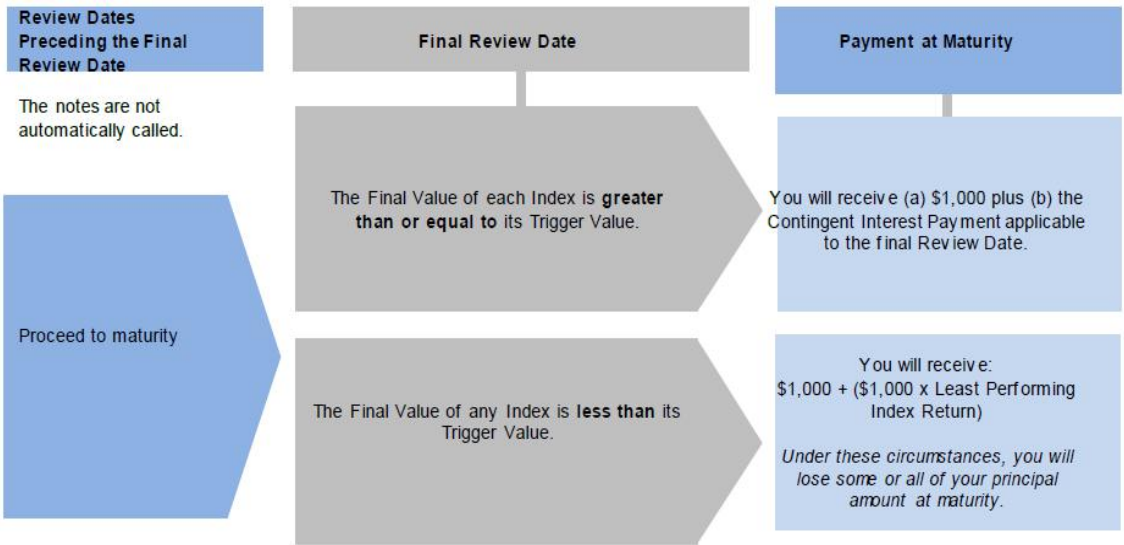 Review Dates
Preceding the Final
Review Date
The notes are not
automatically called.
Proceed to maturity
Final Review Date
The Final Value of each Index is greater
than or equal to its Trigger Value.
The Final Value of any Index is less than its
Trigger Value.
Payment at Maturity
You will receive (a) $1,000 plus (b) the
Contingent Interest Payment applicable
to the final Review Date.
You will receive:
$1,000 + ($1,000 x Least Performing
Index Return)
Under these circumstances, you will
lose some or all of your principal
amount at maturity.